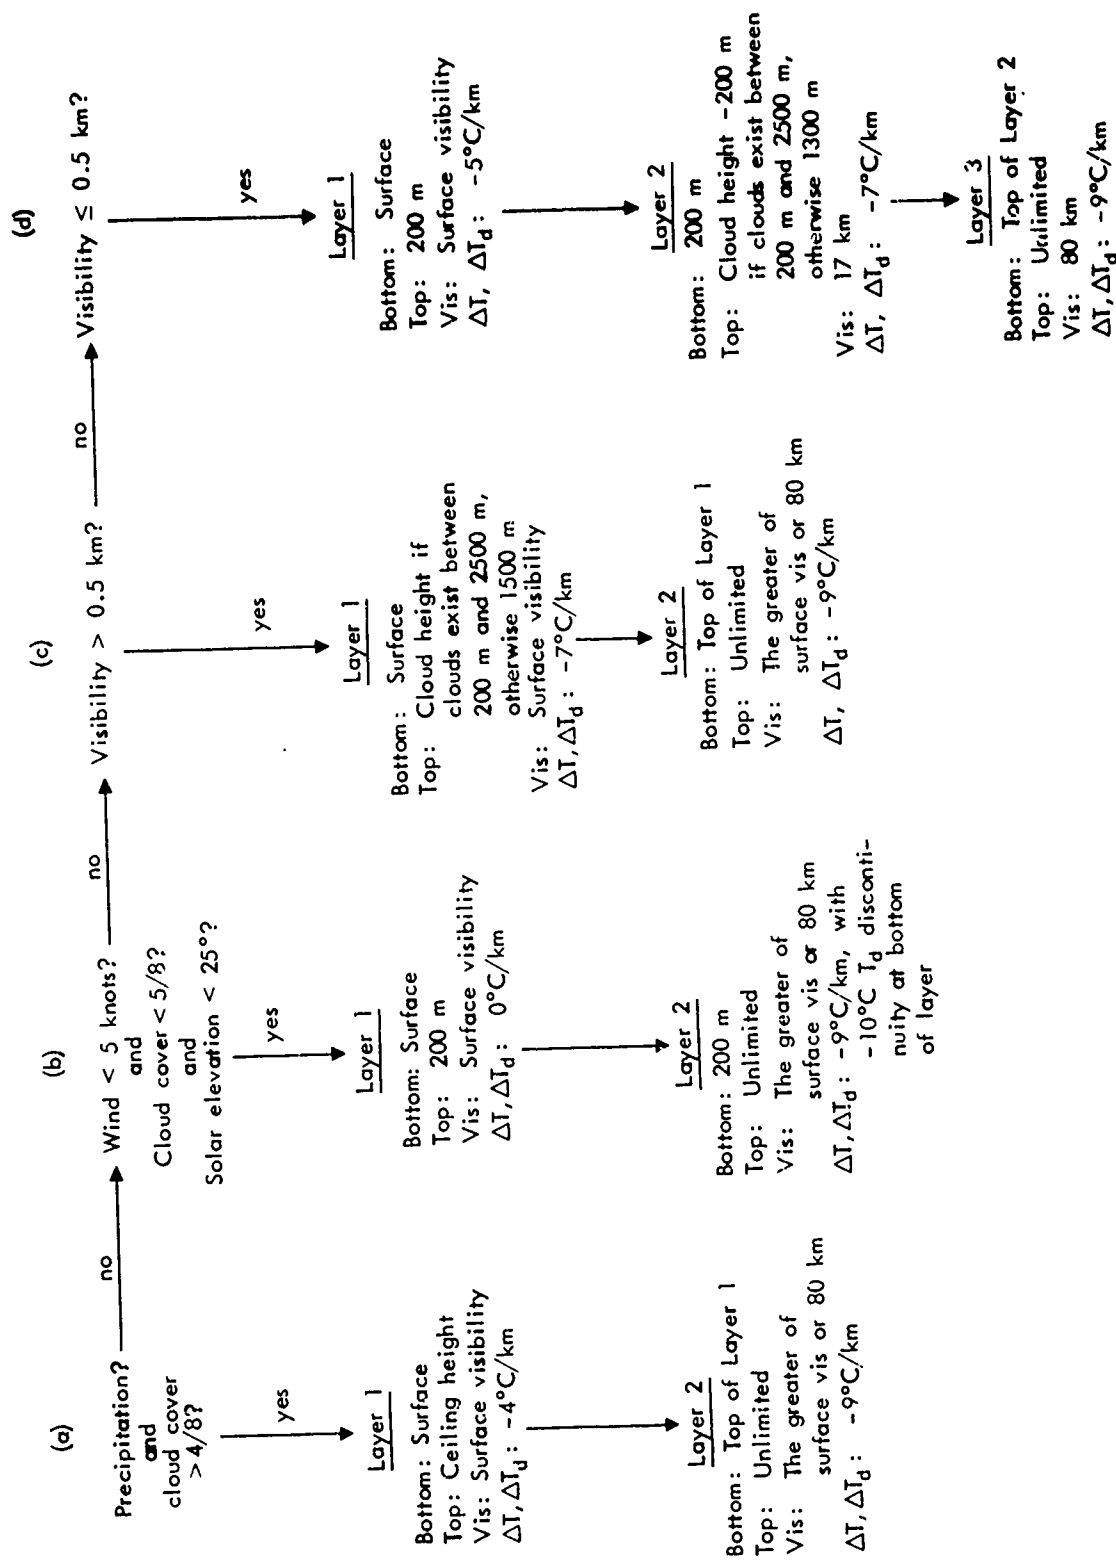 (a)
Precipitation?
and
cloud cover
> 4/8?
no
yes
Layer 1
Bottom: Surface
Top: Ceiling height
Vis: Surface visibility
ΔT, ΔTd: -4°C/km
Layer 2
Bottom: Top of Layer 1
Top: Unlimited
Vis: The greater of
surface vis or 80 km
ΔT, ΔTd: -9°C/km
(b)
Wind < 5 knots?
and
Cloud cover < 5/8?
and
Solar elevation < 25°?
no
yes
Layer 1
Bottom: Surface
Top: 200 m
Vis: Surface visibility
ΔT, ΔTd: 0°C/km
Layer 2
Bottom: 200 m
Top: Unlimited
Vis: The greater of
surface vis or 80 km
ΔT, ΔTd: -9°C/km, with
-10°C Td disconti-
nuity at bottom
of layer
(c)
Visibility > 0.5 km?
no
yes
Layer 1
Bottom: Surface
Top: Cloud height if
clouds exist between
200 m and 2500 m,
otherwise 1500 m
Vis: Surface visibility
ΔT, ΔTd: -7°C/km
Layer 2
Bottom: Top of Layer 1
Top: Unlimited
Vis: The greater of
surface vis or 80 km
ΔT, ΔTd: -9°C/km
(d)
Visibility ≤ 0.5 km?
yes
Layer 1
Bottom: Surface
Top: 200 m
Vis: Surface visibility
ΔT, ΔTd: -5°C/km
Layer 2
Bottom: 200 m
Top: Cloud height -200 m
if clouds exist between
200 m and 2500 m,
otherwise 1300 m
Vis: 17 km
ΔT, ΔTd: -7°C/km
Layer 3
Bottom: Top of Layer 2
Top: Unlimited
Vis: 80 km
ΔT, ΔTd: -9°C/km